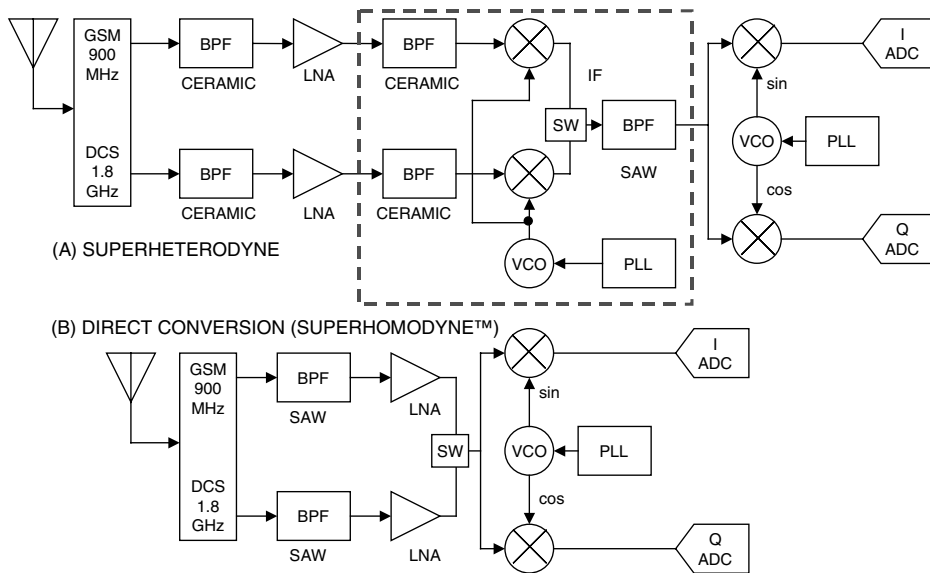 GSM
900
MHz
DCS
1.8
GHz
BPF
CERAMIC
LNA
BPF
CERAMIC
IF
SW
BPF
SAW
BPF
CERAMIC
LNA
BPF
CERAMIC
VCO
PLL
sin
VCO
PLL
cos
I
ADC
Q
ADC
(A) SUPERHETERODYNE
(B) DIRECT CONVERSION (SUPERHOMODYNE™)
GSM
900
MHz
DCS
1.8
GHz
BPF
SAW
LNA
SW
BPF
SAW
LNA
sin
VCO
PLL
cos
I
ADC
Q
ADC